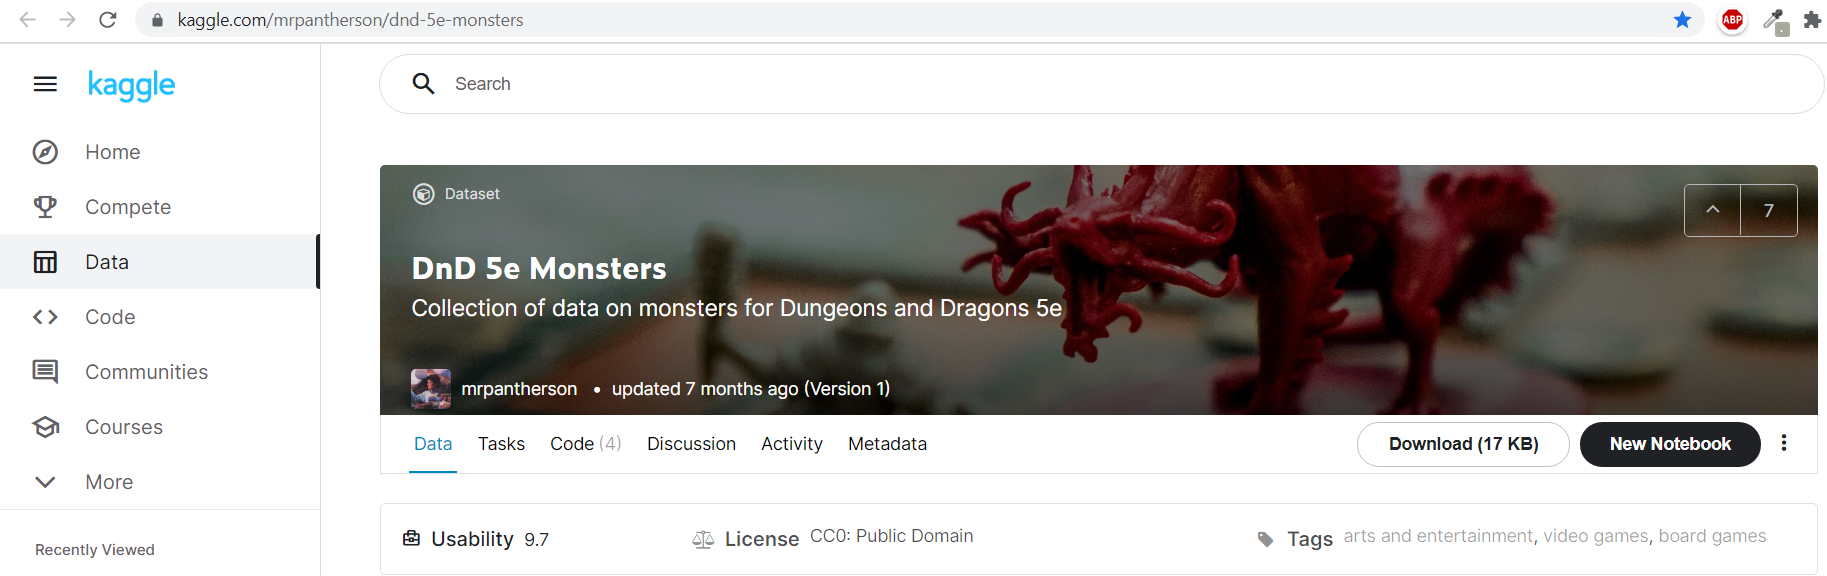 kaggle.com/mrpantherson/dnd-5e-monsters
ABP
kaggle
Search
Home
Compete
Data
Code
Communities
Courses
More
Recently Viewed
Dataset
7
DnD 5e Monsters
Collection of data on monsters for Dungeons and Dragons 5e
mrpantherson • updated 7 months ago (Version 1)
Data Tasks Code (4) Discussion Activity Metadata Download (17 KB) New Notebook
Usability 9.7 License CC0: Public Domain Tags arts and entertainment, video games, board games